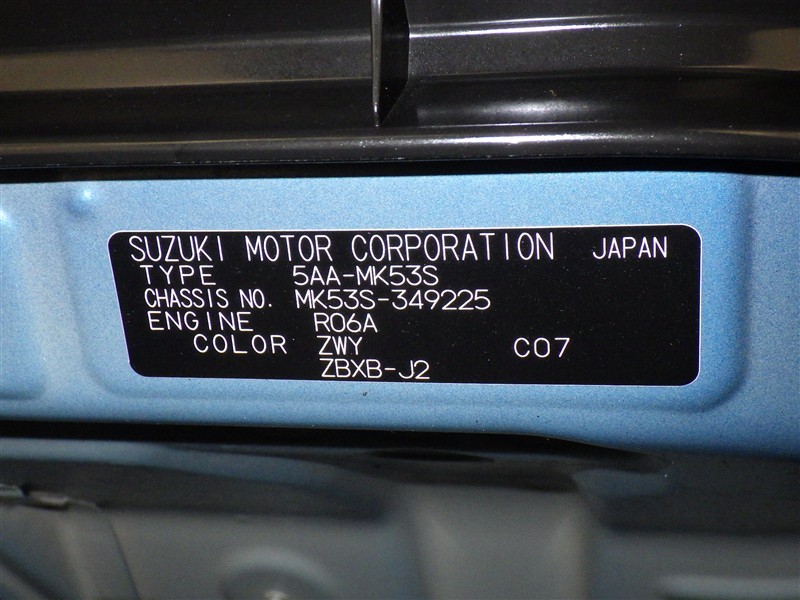 SUZUKI MOTOR CORPORATION JAPAN
TYPE 5AA-MK53S
CHASSIS NO. MK53S-349225
ENGINE R06A
COLOR ZWY C07
ZBXB-J2